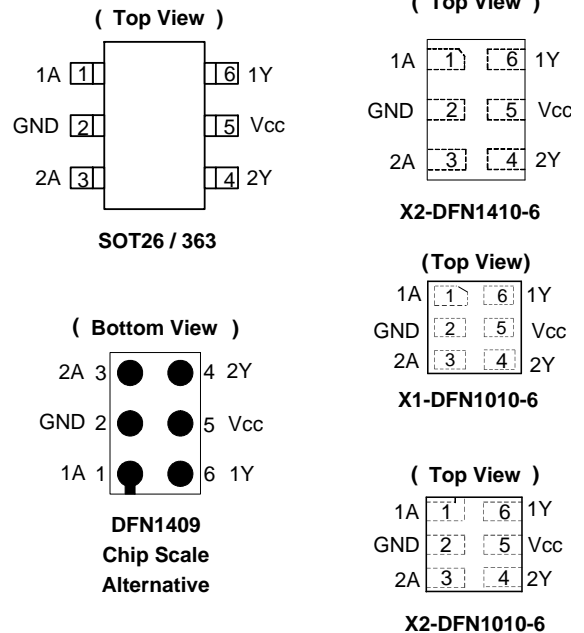 ( Top View )
1A 1 6 1Y
GND 2 5 Vcc
2A 3 4 2Y
SOT26 / 363
( Bottom View )
2A 3 4 2Y
GND 2 5 Vcc
1A 1 6 1Y
DFN1409
Chip Scale
Alternative
( Top View )
1A 1 6 1Y
GND 2 5 Vcc
2A 3 4 2Y
X2-DFN1410-6
(Top View)
1A 1 6 1Y
GND 2 5 Vcc
2A 3 4 2Y
X1-DFN1010-6
( Top View )
1A 1 6 1Y
GND 2 5 Vcc
2A 3 4 2Y
X2-DFN1010-6